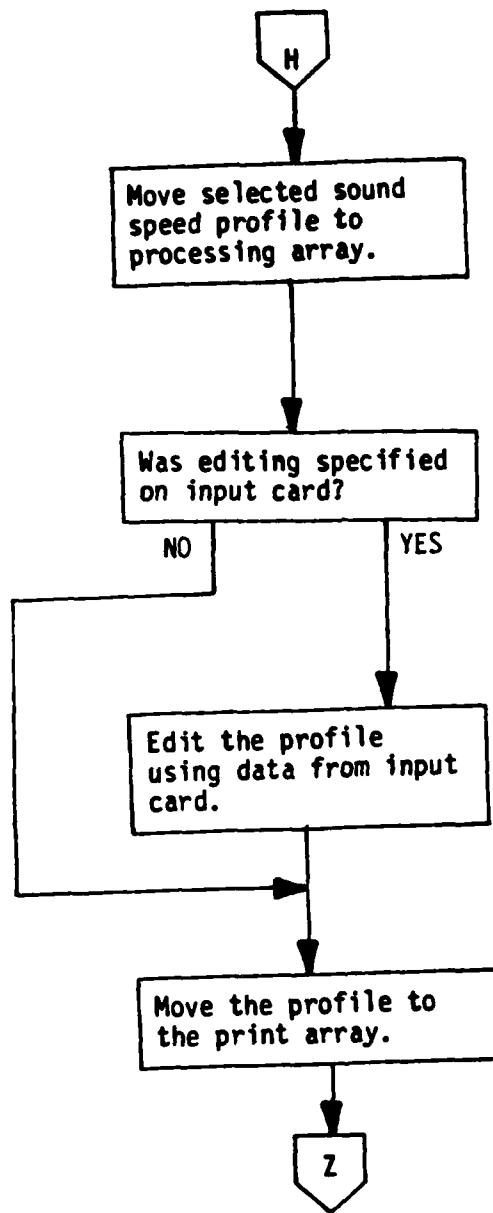 H
Move selected sound
speed profile to
processing array.
Was editing specified
on input card?
NO
YES
Edit the profile
using data from input
card.
Move the profile to
the print array.
Z